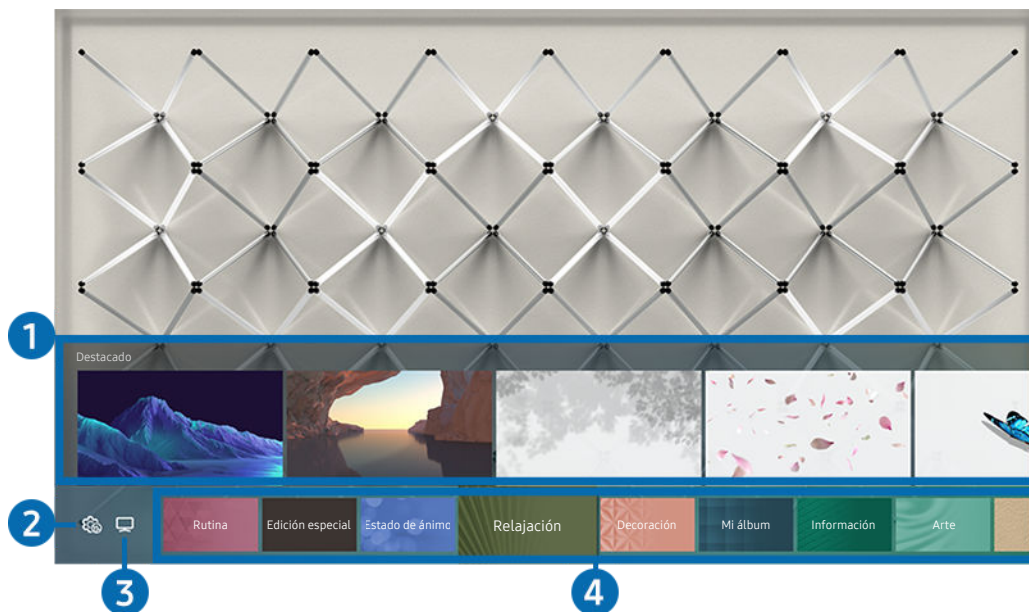 1
Destacado
2
Rutina
Edición especial
Estado de ánimo
Relajación
Decoración
Mi álbum
Información
Arte
3
4